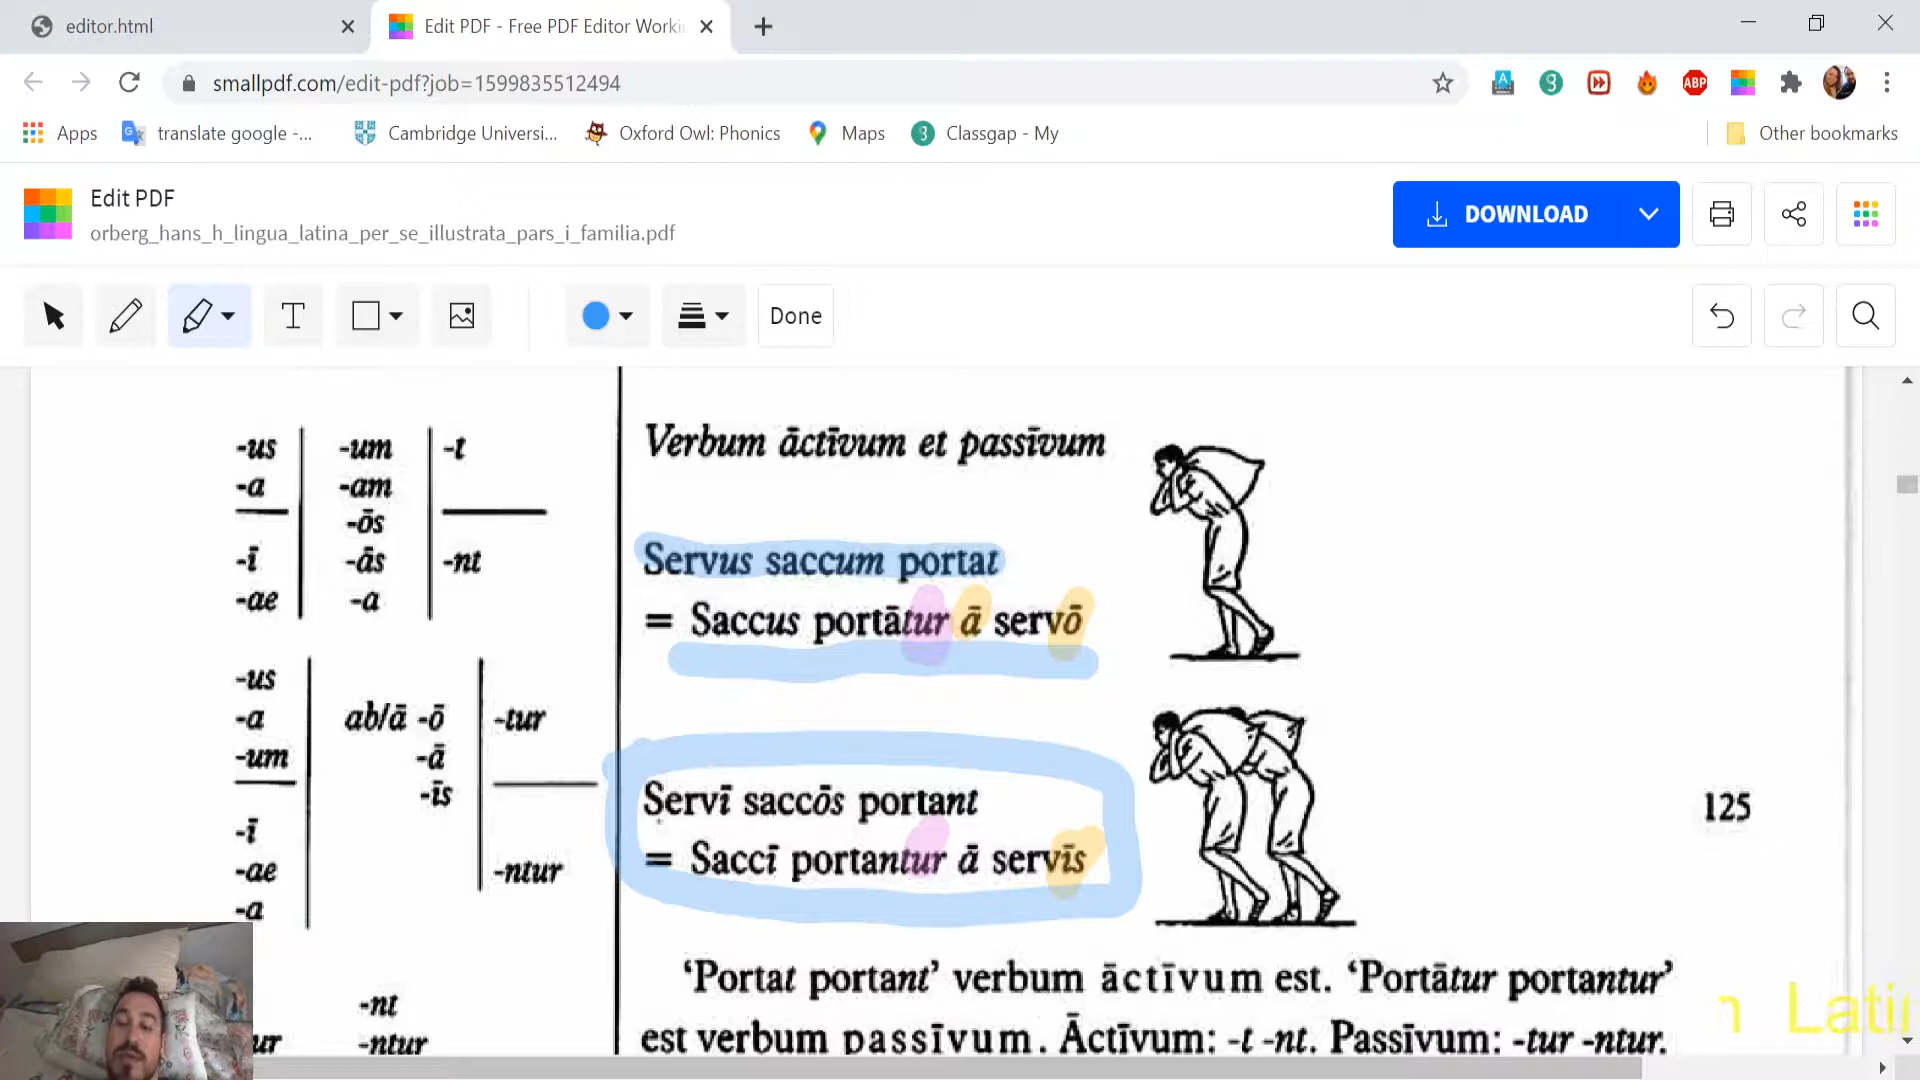 editor.html
Edit PDF - Free PDF Editor Worki
smallpdf.com/edit-pdf?job=1599835512494
Apps
translate google -...
Cambridge Universi...
Oxford Owl: Phonics
Maps
Classgap - My
Other bookmarks
Edit PDF
orberg_hans_h_lingua_latina_per_se_illustrata_pars_i_familia.pdf
DOWNLOAD
Done
-us -um -t
-a -am
-ōs
-ī -ās -nt
-ae -a
-us
-a ab/ā -ō -tur
-um -ā
-īs
-ī
-ae -ntur
-a
-nt
ur -ntur
Verbum āctīvum et passīvum
Servus saccum portat
= Saccus portātur ā servō
Servī saccōs portant
= Saccī portantur ā servīs
125
‘Portat portant’ verbum āctīvum est. ‘Portātur portantur’
est verbum passīvum. Āctīvum: -t -nt. Passīvum: -tur -ntur.